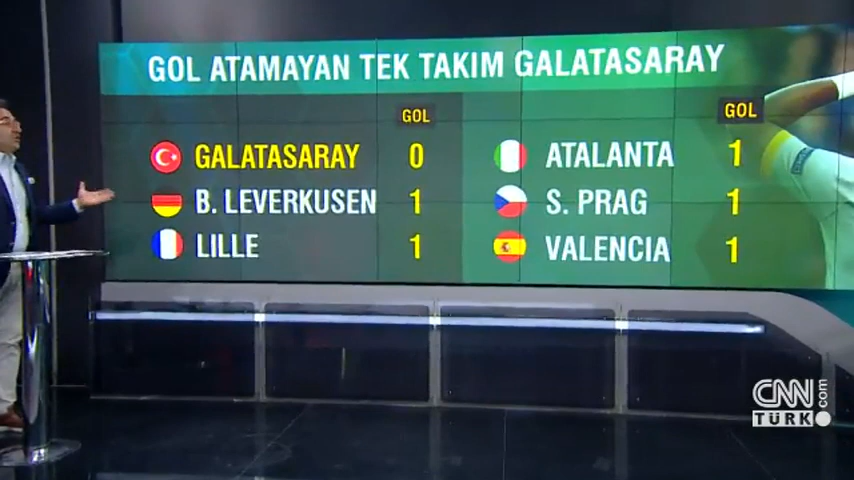 GOL ATAMAYAN TEK TAKIM GALATASARAY
GOL
GALATASARAY 0
B. LEVERKUSEN 1
LILLE 1
GOL
ATALANTA 1
S. PRAG 1
VALENCIA 1
CNN
TÜRK
.com